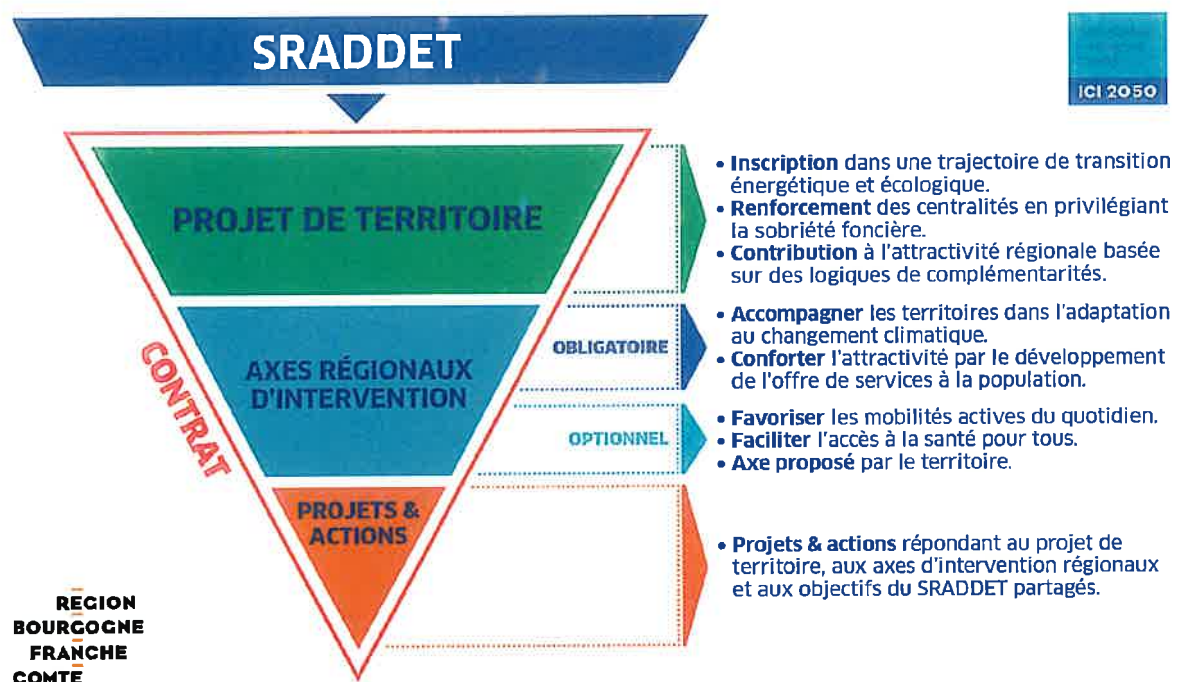 SRADDET
ICI 2050
PROJET DE TERRITOIRE
• Inscription dans une trajectoire de transition
énergétique et écologique.
• Renforcement des centralités en privilégiant
la sobriété foncière.
• Contribution à l'attractivité régionale basée
sur des logiques de complémentarités.
CONTRAT
AXES RÉGIONAUX
D'INTERVENTION
OBLIGATOIRE
• Accompagner les territoires dans l'adaptation
au changement climatique.
• Conforter l'attractivité par le développement
de l'offre de services à la population.
OPTIONNEL
• Favoriser les mobilités actives du quotidien.
• Faciliter l'accès à la santé pour tous.
• Axe proposé par le territoire.
PROJETS &
ACTIONS
• Projets & actions répondant au projet de
territoire, aux axes d'intervention régionaux
et aux objectifs du SRADDET partagés.
REGION
BOURGOGNE
FRANCHE
COMTE